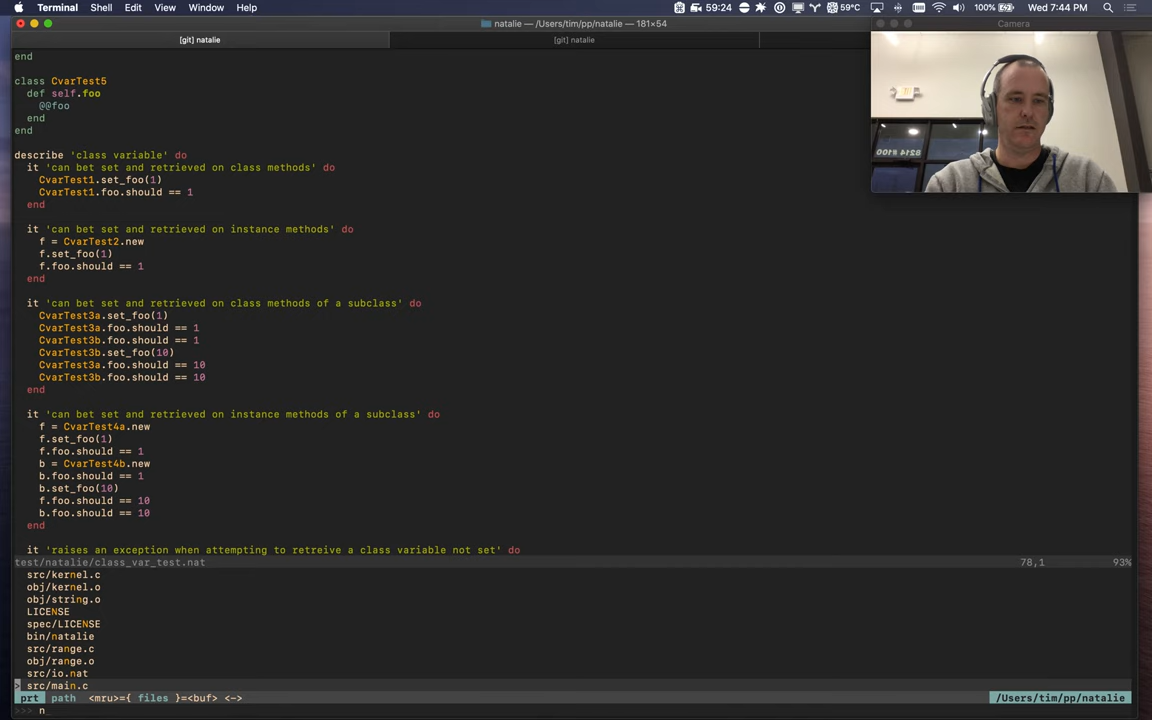 Terminal Shell Edit View Window Help 59:24 59°C 100% Wed 7:44 PM
natalie — /Users/tim/pp/natalie — 181×54
Camera
[git] natalie [git] natalie
end
class CvarTest5
def self.foo
@@foo
end
end
describe 'class variable' do
it 'can bet set and retrieved on class methods' do
CvarTest1.set_foo(1)
CvarTest1.foo.should == 1
end
it 'can bet set and retrieved on instance methods' do
f = CvarTest2.new
f.set_foo(1)
f.foo.should == 1
end
it 'can bet set and retrieved on class methods of a subclass' do
CvarTest3a.set_foo(1)
CvarTest3a.foo.should == 1
CvarTest3b.foo.should == 1
CvarTest3b.set_foo(10)
CvarTest3a.foo.should == 10
CvarTest3b.foo.should == 10
end
it 'can bet set and retrieved on instance methods of a subclass' do
f = CvarTest4a.new
f.set_foo(1)
f.foo.should == 1
b = CvarTest4b.new
b.foo.should == 1
b.set_foo(10)
f.foo.should == 10
b.foo.should == 10
end
it 'raises an exception when attempting to retreive a class variable not set' do
test/natalie/class_var_test.nat 78,1 93%
src/kernel.c
obj/kernel.o
obj/string.o
LICENSE
spec/LICENSE
bin/natalie
src/range.c
obj/range.o
src/io.nat
> src/main.c
prt path <mru>={ files }=<buf> <-> /Users/tim/pp/natalie
>>> n